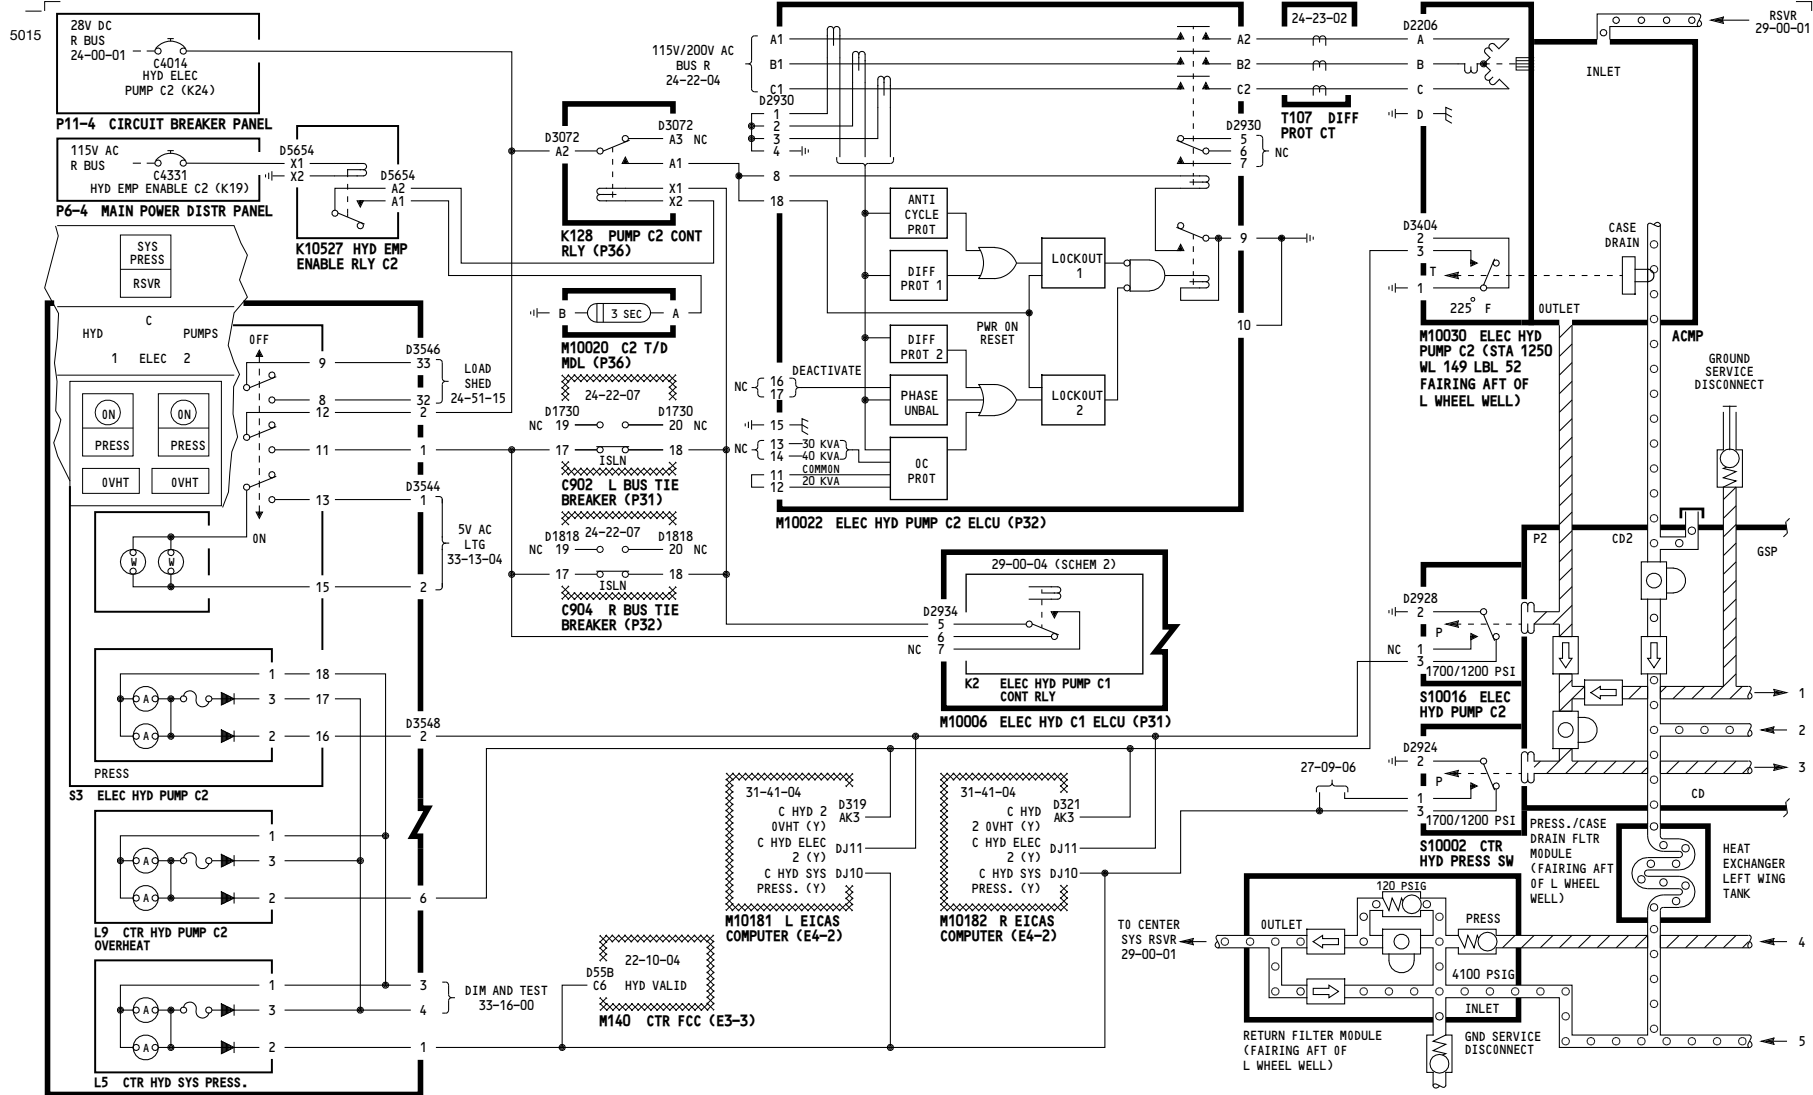 5015
28V DC
R BUS
24-00-01
C4014
HYD ELEC
PUMP C2 (K24)
P11-4 CIRCUIT BREAKER PANEL
115V AC
R BUS
C4331
HYD EMP ENABLE C2 (K19)
P6-4 MAIN POWER DISTR PANEL
D5654
X1
X2
D5654
A2
A1
K10527 HYD EMP
ENABLE RLY C2
D3072
A2
D3072
A3 NC
A1
X1
X2
K128 PUMP C2 CONT
RLY (P36)
B
3 SEC
A
M10020 C2 T/D
MDL (P36)
24-22-07
D1730
D1730
NC 19
20 NC
17
18
ISLN
C902 L BUS TIE
BREAKER (P31)
24-22-07
D1818
D1818
NC 19
20 NC
17
18
ISLN
C904 R BUS TIE
BREAKER (P32)
SYS
PRESS
RSVR
C
HYD
PUMPS
1 ELEC 2
ON
PRESS
OVHT
ON
PRESS
OVHT
OFF
ON
9
8
12
11
13
15
D3546
33
32
2
1
D3544
1
2
LOAD
SHED
24-51-15
5V AC
LTG
33-13-04
W
W
A
A
1
3
2
18
17
16
D3548
2
PRESS
S3 ELEC HYD PUMP C2
A
A
1
3
2
6
L9 CTR HYD PUMP C2
OVERHEAT
A
A
1
3
2
3
4
1
DIM AND TEST
33-16-00
L5 CTR HYD SYS PRESS.
115V/200V AC
BUS R
24-22-04
A1
B1
C1
D2930
1
2
3
4
8
18
A2
B2
C2
D2930
5
6
7
NC
9
10
ANTI
CYCLE
PROT
DIFF
PROT 1
LOCKOUT
1
PWR ON
RESET
DIFF
PROT 2
PHASE
UNBAL
LOCKOUT
2
OC
PROT
DEACTIVATE
NC
16
17
15
NC
13
30 KVA
14
40 KVA
11
COMMON
12
20 KVA
M10022 ELEC HYD PUMP C2 ELCU (P32)
24-23-02
T107 DIFF
PROT CT
D2206
A
B
C
D
D3404
2
3
T
1
225° F
INLET
OUTLET
CASE
DRAIN
ACMP
RSVR
29-00-01
M10030 ELEC HYD
PUMP C2 (STA 1250
WL 149 LBL 52
FAIRING AFT OF
L WHEEL WELL)
GROUND
SERVICE
DISCONNECT
29-00-04 (SCHEM 2)
D2934
5
6
NC 7
K2 ELEC HYD PUMP C1
CONT RLY
M10006 ELEC HYD C1 ELCU (P31)
P2
CD2
GSP
D2928
2
P
NC 1
3
1700/1200 PSI
S10016 ELEC
HYD PUMP C2
D2924
2
P
1
3
1700/1200 PSI
S10002 CTR
HYD PRESS SW
27-09-06
CD
1
2
3
4
5
31-41-04
C HYD 2
OVHT (Y)
D319
AK3
C HYD ELEC
2 (Y)
DJ11
C HYD SYS
PRESS. (Y)
DJ10
M10181 L EICAS
COMPUTER (E4-2)
31-41-04
C HYD
2 OVHT (Y)
D321
AK3
C HYD ELEC
2 (Y)
DJ11
C HYD SYS
PRESS. (Y)
DJ10
M10182 R EICAS
COMPUTER (E4-2)
22-10-04
D55B
C6
HYD VALID
M140 CTR FCC (E3-3)
PRESS./CASE
DRAIN FLTR
MODULE
(FAIRING AFT
OF L WHEEL
WELL)
HEAT
EXCHANGER
LEFT WING
TANK
TO CENTER
SYS RSVR
29-00-01
OUTLET
120 PSIG
PRESS
4100 PSIG
INLET
RETURN FILTER MODULE
(FAIRING AFT OF
L WHEEL WELL)
GND SERVICE
DISCONNECT